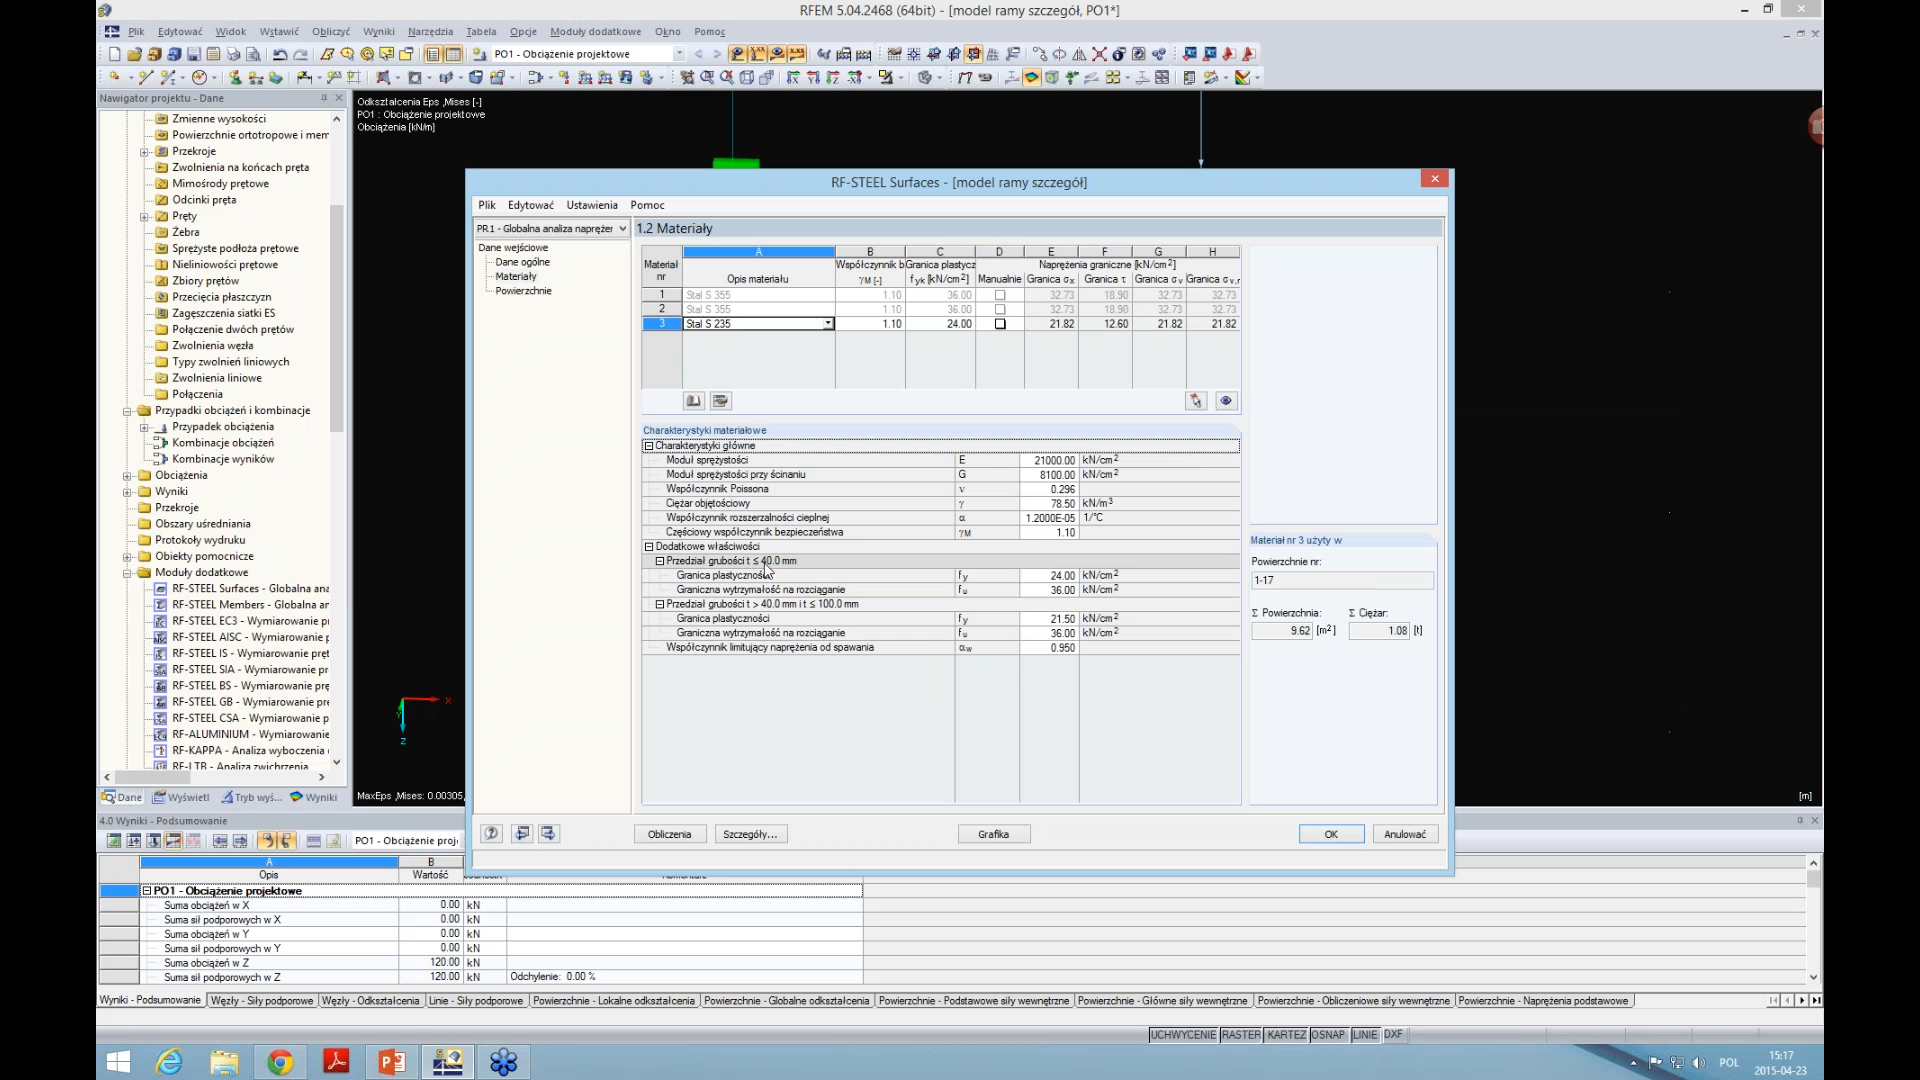 RFEM 5.04.2468 (64bit) - [model ramy szczegół, PO1*]
Plik Edytować Widok Wstawić Obliczyć Wyniki Narzędzia Tabela Opcje Moduły dodatkowe Okno Pomoc
PO1 - Obciążenie projektowe
Nawigator projektu - Dane
Zmienne wysokości
Powierzchnie ortotropowe i mem
Przekroje
Zwolnienia na końcach pręta
Mimośrody prętowe
Odcinki pręta
Pręty
Żebra
Sprężyste podłoża prętowe
Nieliniowości prętowe
Zbiory prętów
Przecięcia płaszczyzn
Zagęszczenia siatki ES
Połączenie dwóch prętów
Zwolnienia węzła
Typy zwolnień liniowych
Zwolnienia liniowe
Połączenia
Przypadki obciążeń i kombinacje
Przypadek obciążenia
Kombinacje obciążeń
Kombinacje wyników
Obciążenia
Wyniki
Przekroje
Obszary uśredniania
Protokoły wydruku
Obiekty pomocnicze
Moduły dodatkowe
RF-STEEL Surfaces - Globalna ana
RF-STEEL Members - Globalna ar
RF-STEEL EC3 - Wymiarowanie pi
RF-STEEL AISC - Wymiarowanie p
RF-STEEL IS - Wymiarowanie pręt
RF-STEEL SIA - Wymiarowanie pr
RF-STEEL BS - Wymiarowanie prę
RF-STEEL GB - Wymiarowanie prę
RF-STEEL CSA - Wymiarowanie p
RF-ALUMINIUM - Wymiarowanie
RF-KAPPA - Analiza wyboczenia
RF-LTB - Analiza zwichrzenia
Dane Wyświetl Tryb wyś... Wyniki
Odkształcenia Eps ,Mises [-]
PO1 : Obciążenie projektowe
Obciążenia [kN/m]
X
Z
MaxEps ,Mises: 0.00305,
[m]
RF-STEEL Surfaces - [model ramy szczegół]
Plik Edytować Ustawienia Pomoc
PR1 - Globalna analiza naprężer
Dane wejściowe
Dane ogólne
Materiały
Powierzchnie
1.2 Materiały
A B C D E F G H
Materiał Współczynnik b Granica plastycz Naprężenia graniczne [kN/cm2]
nr Opis materiału γM [-] fyk [kN/cm2] Manualnie Granica σx Granica τ Granica σv Granica σv,r
1 Stal S 355 1.10 36.00 32.73 18.90 32.73 32.73
2 Stal S 355 1.10 36.00 32.73 18.90 32.73 32.73
3 Stal S 235 1.10 24.00 21.82 12.60 21.82 21.82
Charakterystyki materiałowe
Charakterystyki główne
Moduł sprężystości E 21000.00 kN/cm2
Moduł sprężystości przy ścinaniu G 8100.00 kN/cm2
Współczynnik Poissona ν 0.296
Ciężar objętościowy γ 78.50 kN/m3
Współczynnik rozszerzalności cieplnej α 1.2000E-05 1/°C
Częściowy współczynnik bezpieczeństwa γM 1.10
Dodatkowe właściwości
Przedział grubości t ≤ 40.0 mm
Granica plastyczności fy 24.00 kN/cm2
Graniczna wytrzymałość na rozciąganie fu 36.00 kN/cm2
Przedział grubości t > 40.0 mm i t ≤ 100.0 mm
Granica plastyczności fy 21.50 kN/cm2
Graniczna wytrzymałość na rozciąganie fu 36.00 kN/cm2
Współczynnik limitujący naprężenia od spawania αw 0.950
Materiał nr 3 użyty w
Powierzchnie nr:
1-17
Σ Powierzchnia: Σ Ciężar:
9.62 [m2] 1.08 [t]
Obliczenia Szczegóły... Grafika OK Anulować
4.0 Wyniki - Podsumowanie
PO1 - Obciążenie proj
A B
Opis Wartość
PO1 - Obciążenie projektowe
Suma obciążeń w X 0.00 kN
Suma sił podporowych w X 0.00 kN
Suma obciążeń w Y 0.00 kN
Suma sił podporowych w Y 0.00 kN
Suma obciążeń w Z 120.00 kN
Suma sił podporowych w Z 120.00 kN Odchylenie: 0.00 %
Wyniki - Podsumowanie Węzły - Siły podporowe Węzły - Odkształcenia Linie - Siły podporowe Powierzchnie - Lokalne odkształcenia Powierzchnie - Globalne odkształcenia Powierzchnie - Podstawowe siły wewnętrzne Powierzchnie - Główne siły wewnętrzne Powierzchnie - Obliczeniowe siły wewnętrzne Powierzchnie - Naprężenia podstawowe
UCHWYCENIE RASTER KARTEZ OSNAP LINIE DXF
POL
15:17
2015-04-23